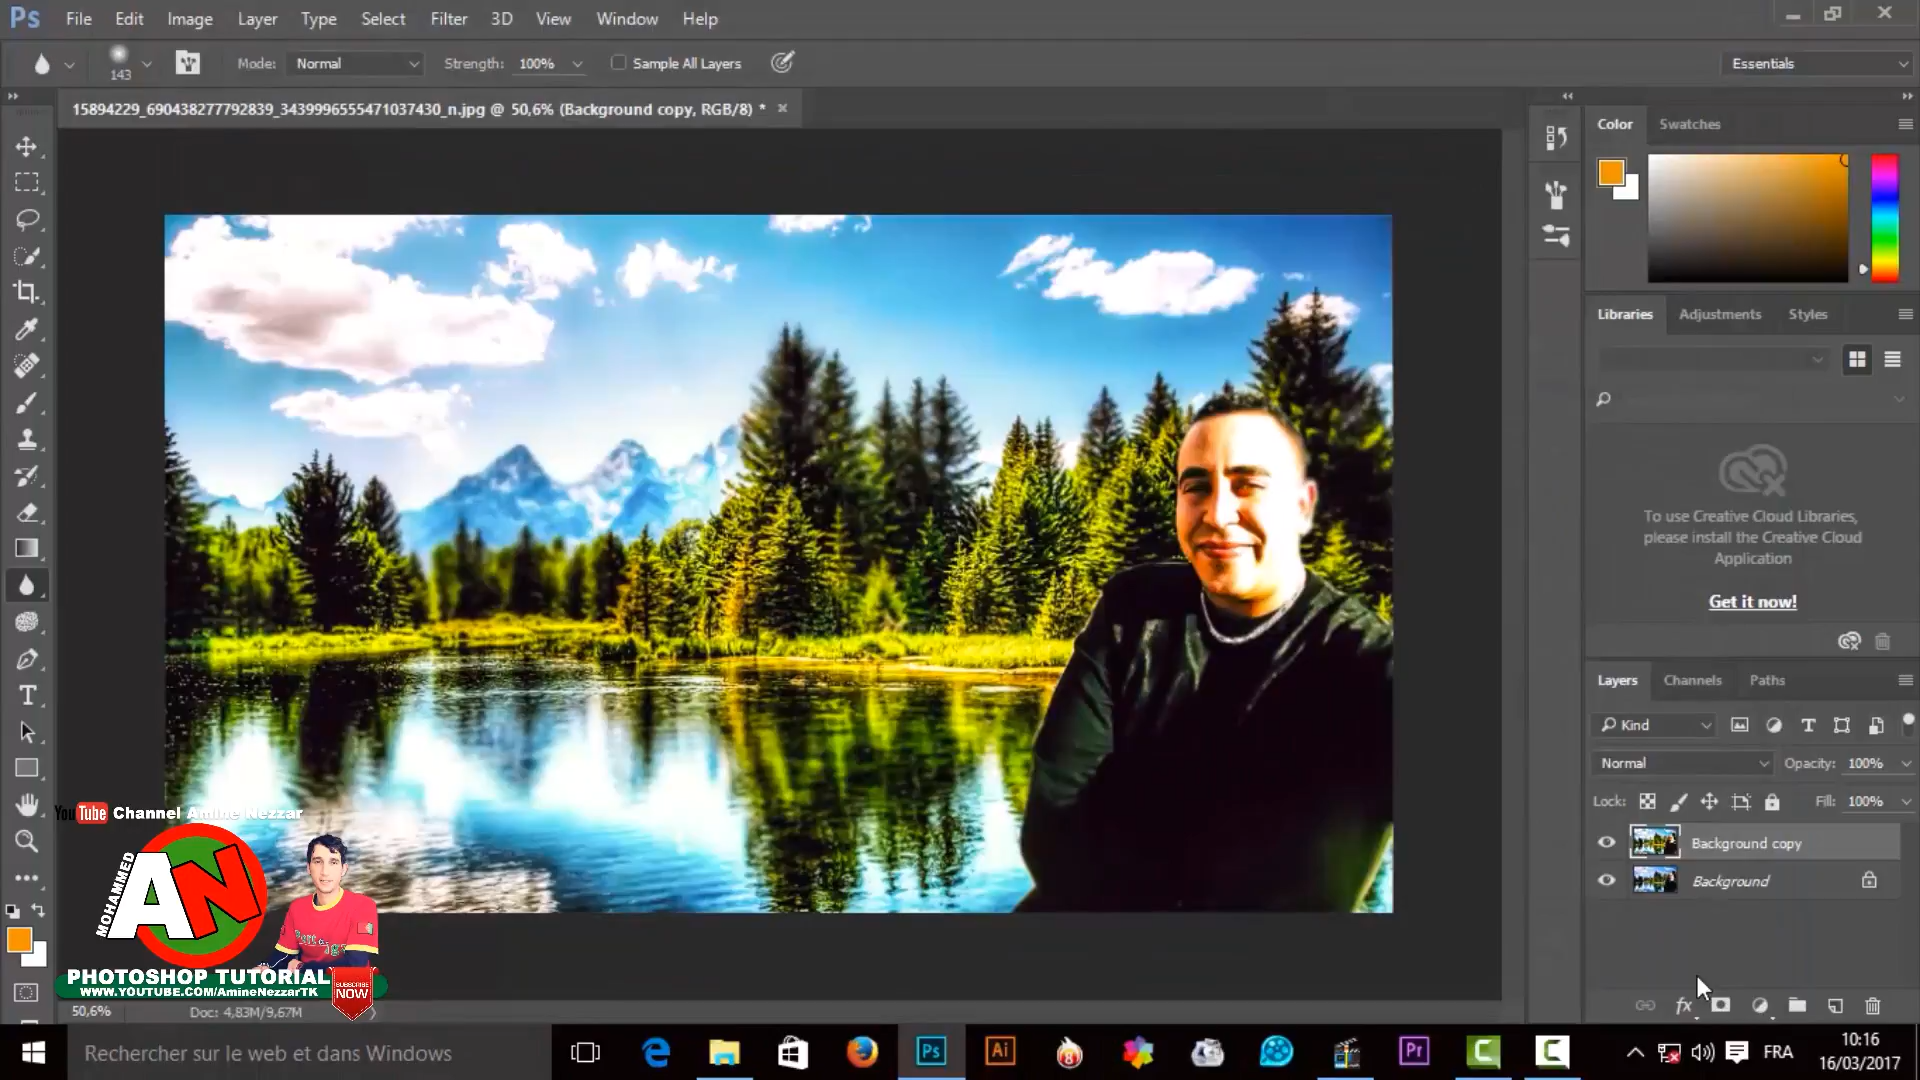 Ps File Edit Image Layer Type Select Filter 3D View Window Help
143 Mode: Normal Strength: 100% Sample All Layers Essentials
15894229_690438277792839_3439996555471037430_n.jpg @ 50,6% (Background copy, RGB/8) *
Color Swatches
Libraries Adjustments Styles
To use Creative Cloud Libraries,
please install the Creative Cloud
Application
Get it now!
Layers Channels Paths
Kind
Normal Opacity: 100%
Lock: Fill: 100%
Background copy
Background
YouTube Channel Amine Nezzar
MOHAMMED
AN
PHOTOSHOP TUTORIAL
WWW.YOUTUBE.COM/AmineNezzarTK
SUBSCRIBE
NOW
50,6% Doc: 4,83M/9,67M
Rechercher sur le web et dans Windows
Ps Ai 8 Pr C C
FRA
10:16
16/03/2017